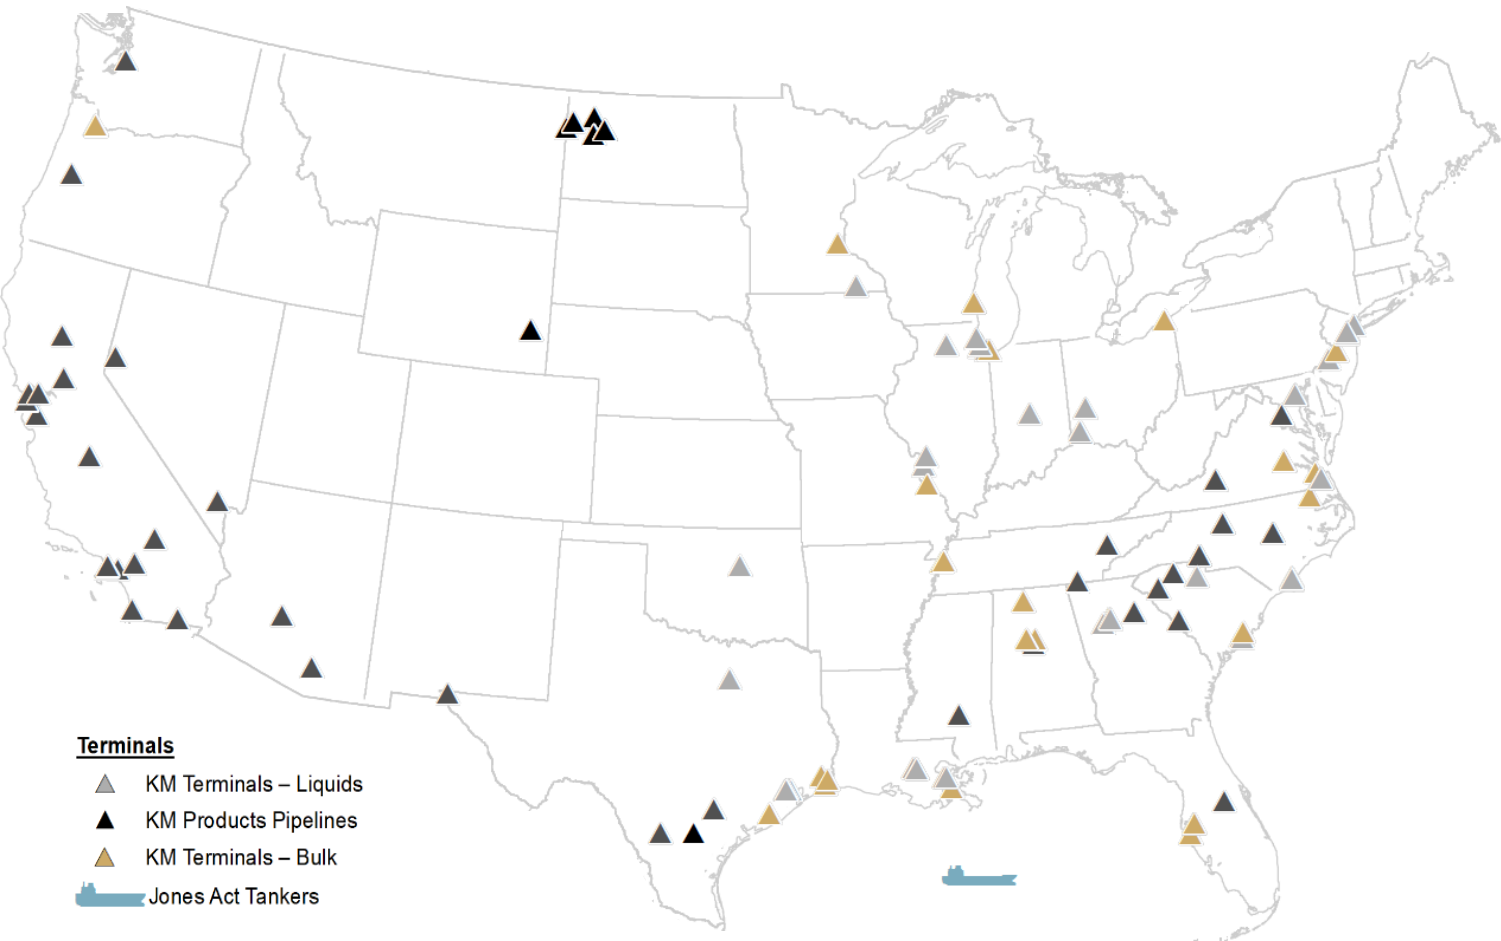 Terminals
KM Terminals – Liquids
KM Products Pipelines
KM Terminals – Bulk
Jones Act Tankers